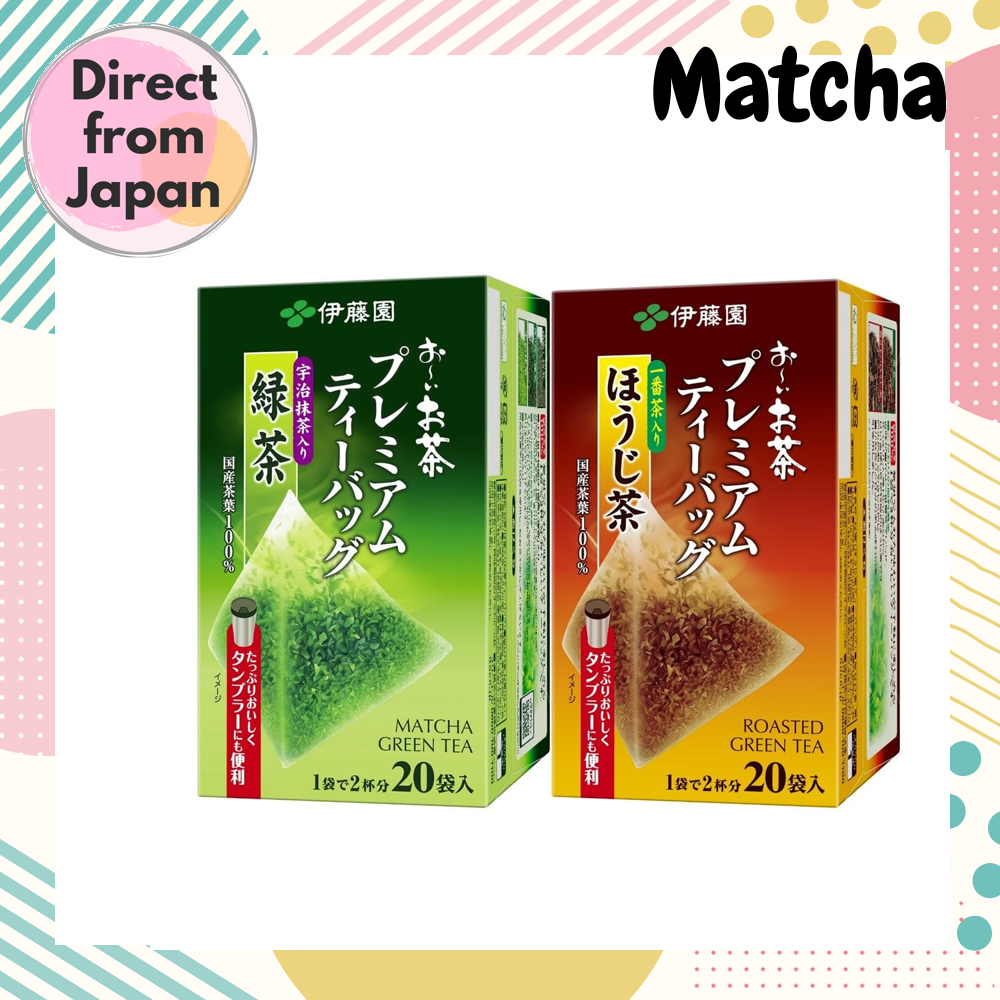 Direct
from
Japan
Matcha
伊藤園
お～いお茶
プレミアム
ティーバッグ
宇治抹茶入り
緑茶
国産茶葉100%
たっぷりおいしく
タンブラーにも便利
イメージ
MATCHA
GREEN TEA
1袋で2杯分20袋入
伊藤園
お～いお茶
プレミアム
ティーバッグ
一番茶入り
ほうじ茶
国産茶葉100%
たっぷりおいしく
タンブラーにも便利
イメージ
ROASTED
GREEN TEA
1袋で2杯分20袋入